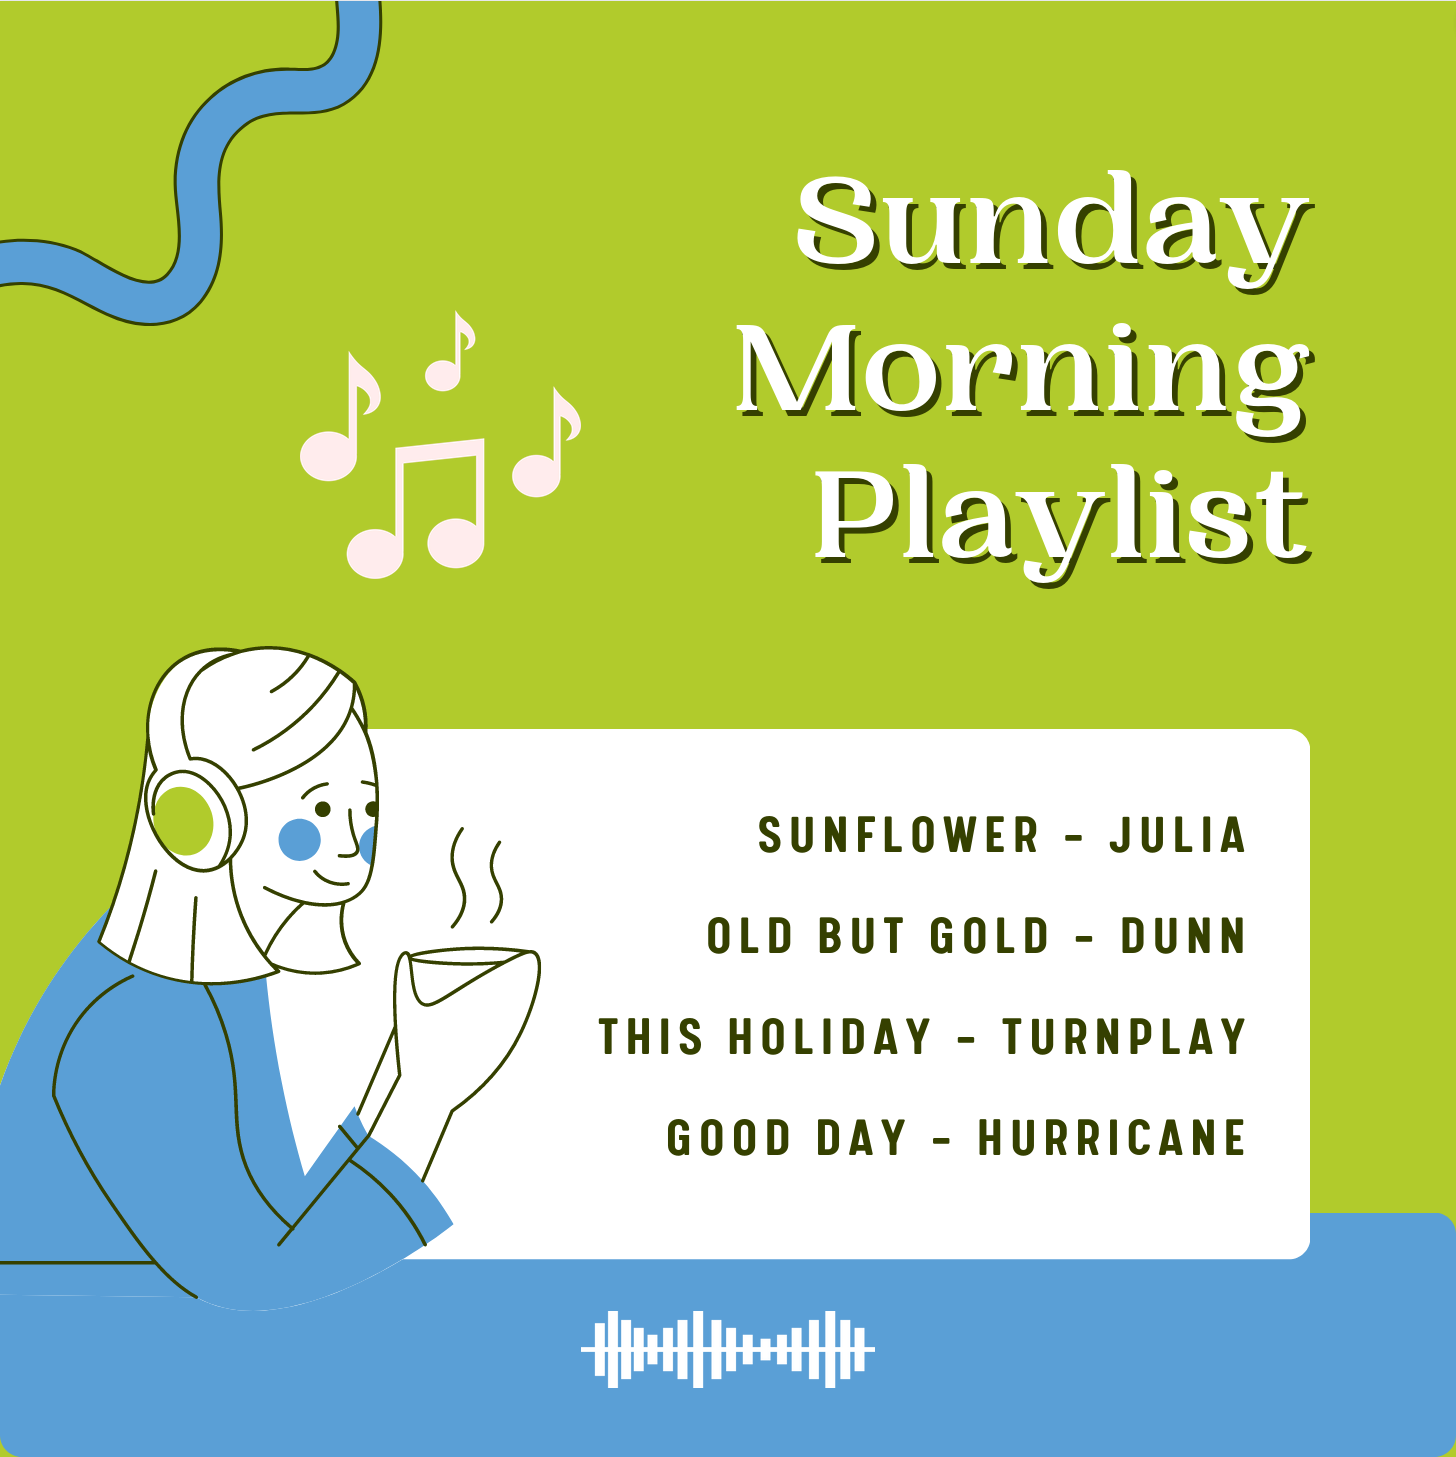 Sunday
Morning
Playlist
SUNFLOWER – JULIA
OLD BUT GOLD – DUNN
THIS HOLIDAY – TURNPLAY
GOOD DAY – HURRICANE